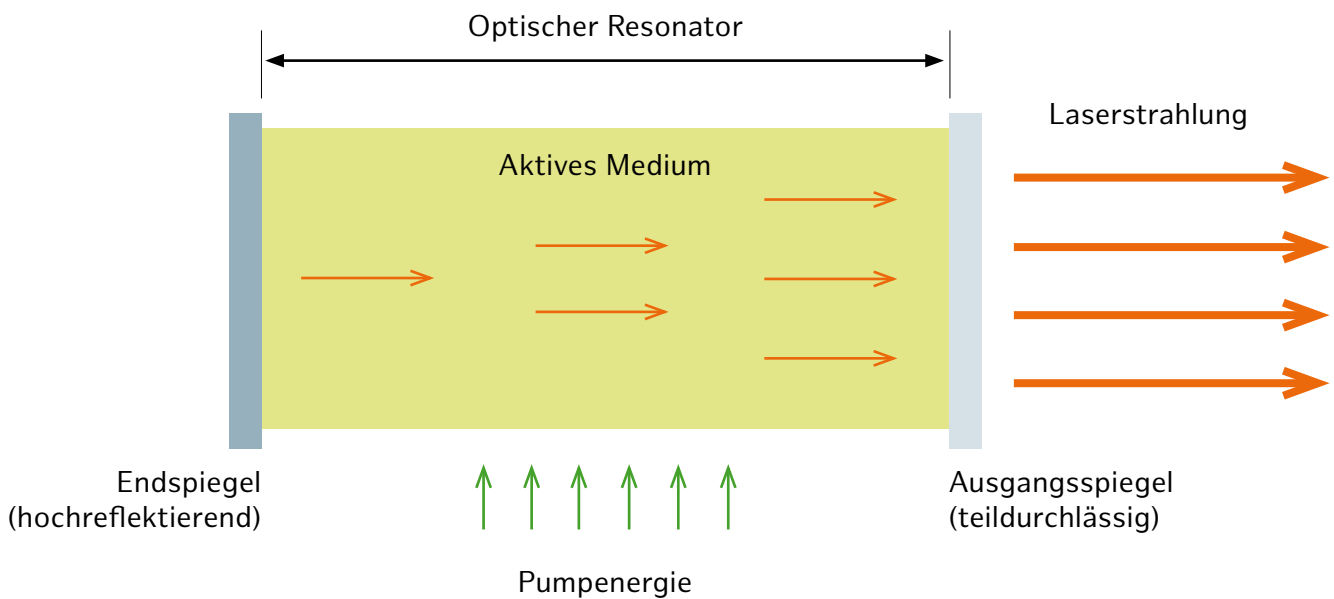 Optischer Resonator
Laserstrahlung
Aktives Medium
Endspiegel
(hochreflektierend)
Ausgangsspiegel
(teildurchlässig)
Pumpenergie